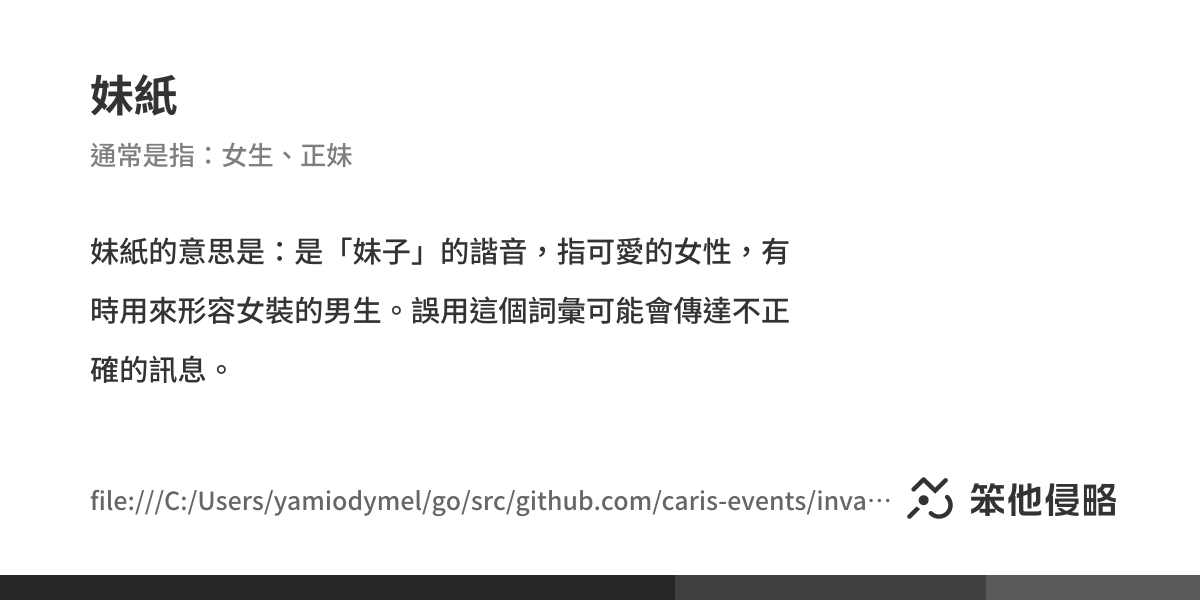 妹紙
通常是指：女生、正妹
妹紙的意思是：是「妹子」的諧音，指可愛的女性，有
時用來形容女裝的男生。誤用這個詞彙可能會傳達不正
確的訊息。
file:///C:/Users/yamiodymel/go/src/github.com/caris-events/inva⋯
笨他侵略